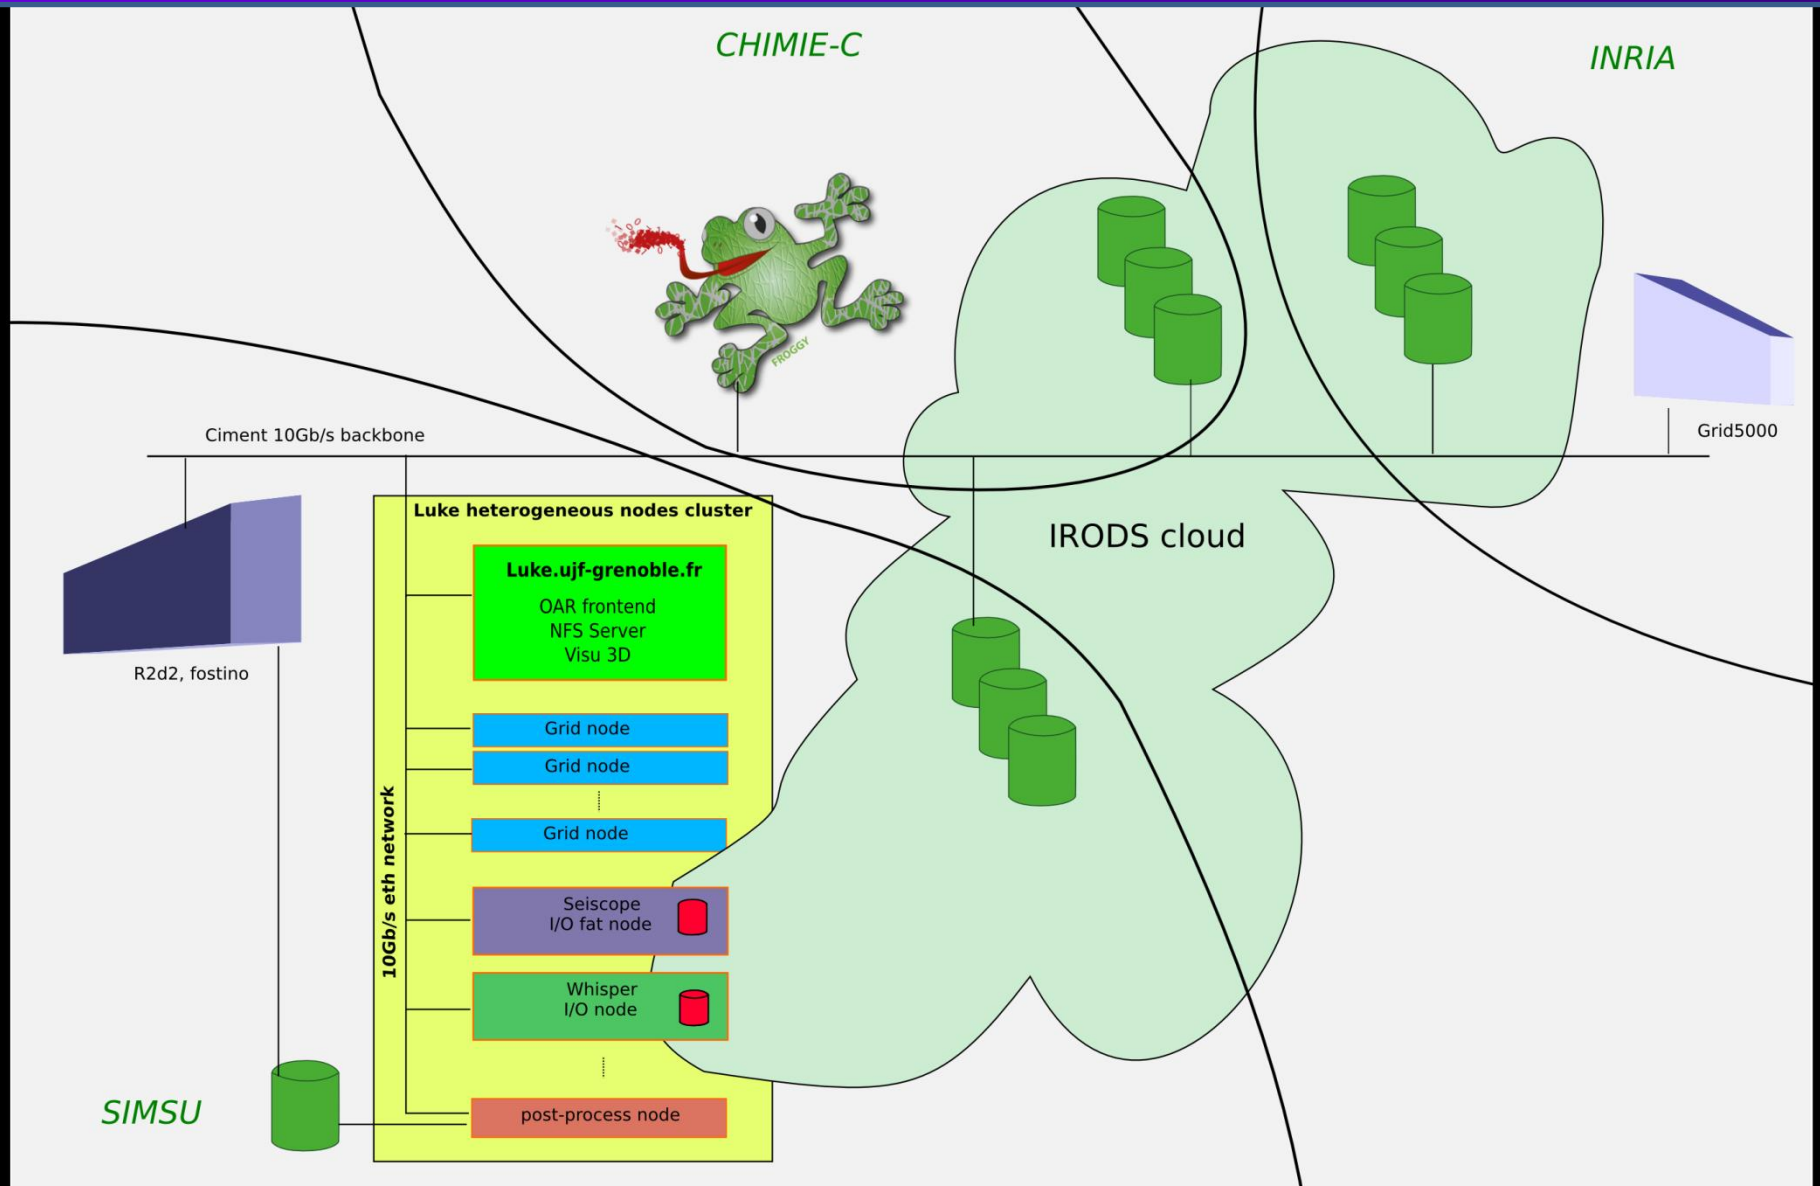 CHIMIE-C
INRIA
FROGGY
Ciment 10Gb/s backbone
Grid5000
Luke heterogeneous nodes cluster
IRODS cloud
Luke.ujf-grenoble.fr
OAR frontend
NFS Server
Visu 3D
R2d2, fostino
Grid node
Grid node
Grid node
10Gb/s eth network
Seiscope
I/O fat node
Whisper
I/O node
SIMSU
post-process node